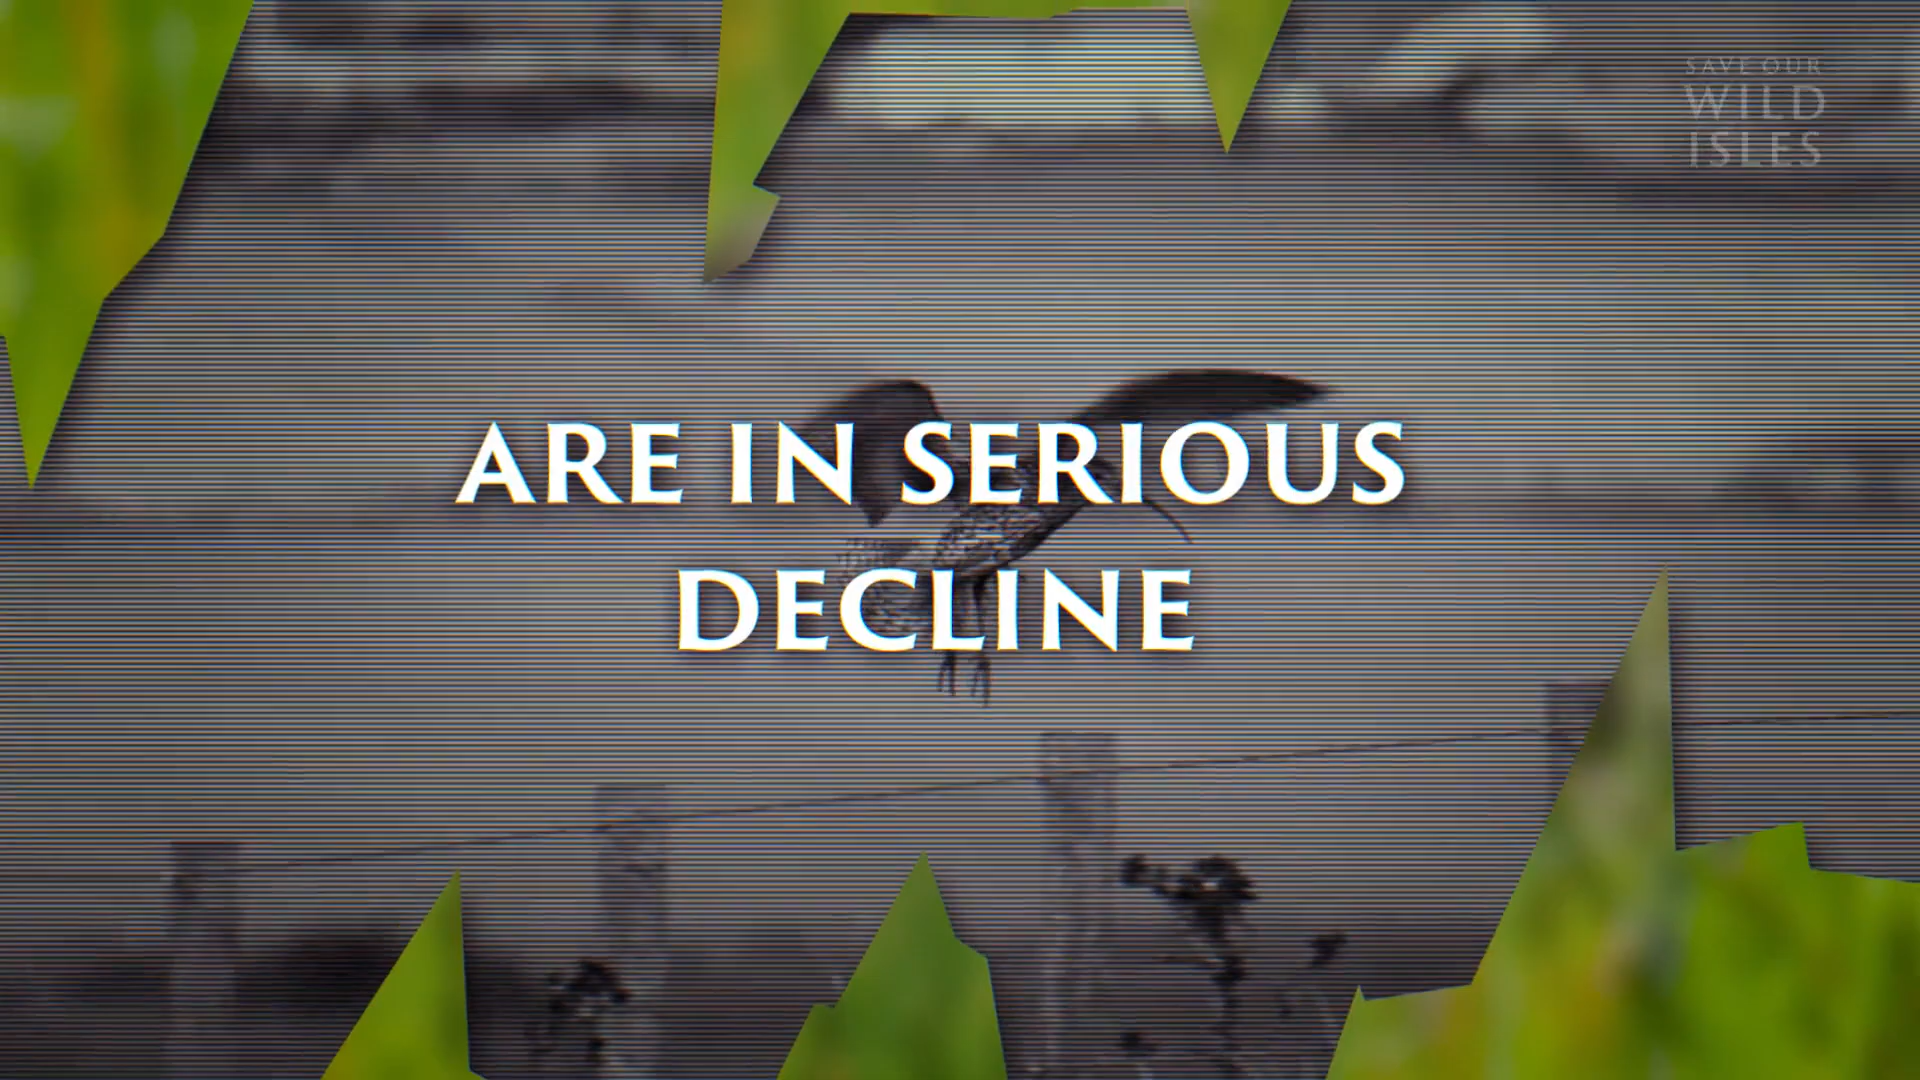 SAVE OUR
WILD
ISLES
ARE IN SERIOUS
DECLINE